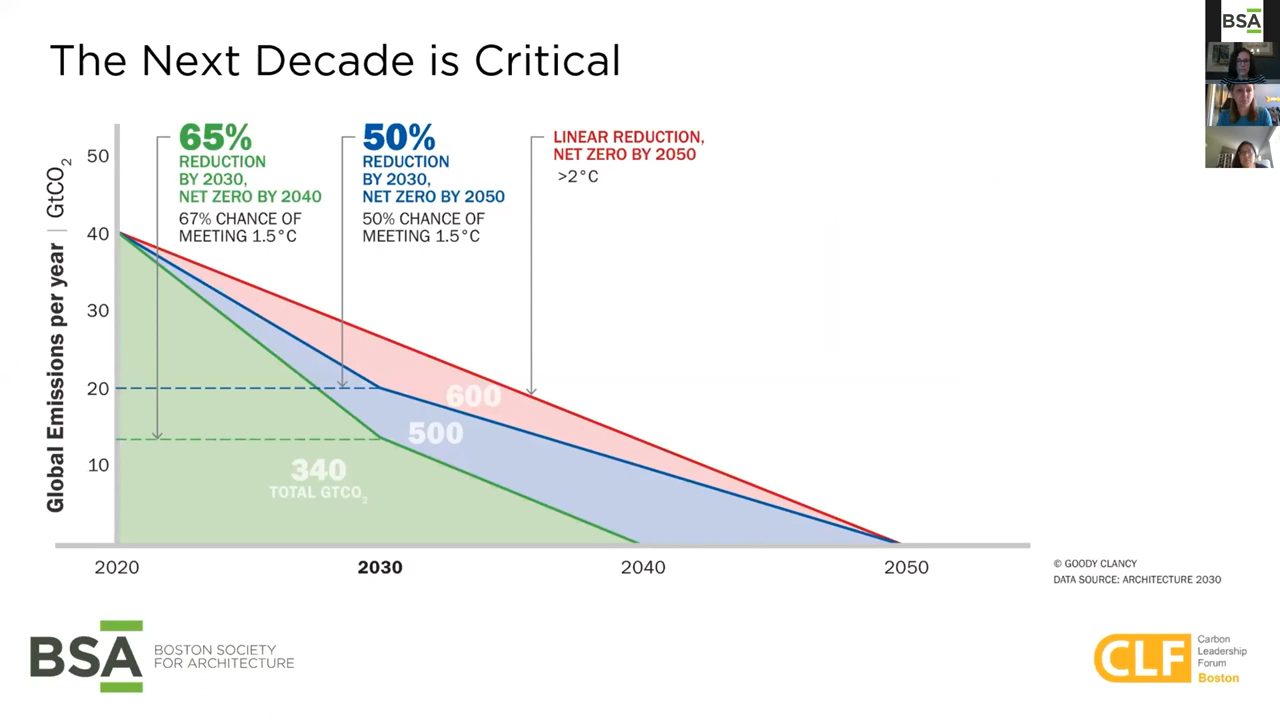 The Next Decade is Critical
BSA
Global Emissions per year | GtCO2
50
40
30
20
10
65%
REDUCTION
BY 2030,
NET ZERO BY 2040
67% CHANCE OF
MEETING 1.5°C
50%
REDUCTION
BY 2030,
NET ZERO BY 2050
50% CHANCE OF
MEETING 1.5°C
LINEAR REDUCTION,
NET ZERO BY 2050
>2°C
600
500
340
TOTAL GTCO2
2020
2030
2040
2050
© GOODY CLANCY
DATA SOURCE: ARCHITECTURE 2030
BSA
BOSTON SOCIETY
FOR ARCHITECTURE
CLF
Carbon
Leadership
Forum
Boston